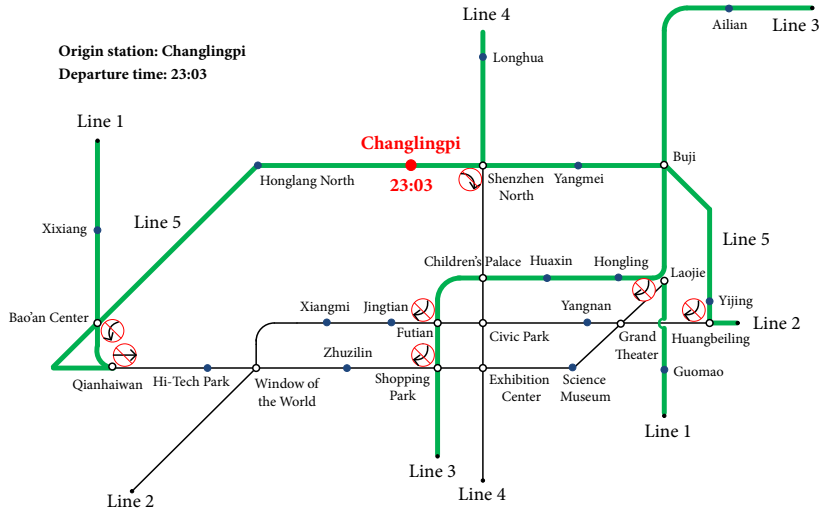 Line 4
Line 3
Ailian
Origin station: Changlingpi
Departure time: 23:03
Longhua
Line 1
Changlingpi
Buji
Honglang North
23:03
Shenzhen
North
Yangmei
Xixiang
Line 5
Line 5
Children's Palace
Huaxin
Hongling
Laojie
Bao'an Center
Xiangmi
Jingtian
Yangnan
Yijing
Futian
Civic Park
Grand
Theater
Huangbeiling
Line 2
Zhuzilin
Qianhaiwan
Hi-Tech Park
Window of
the World
Shopping
Park
Exhibition
Center
Science
Museum
Guomao
Line 1
Line 3
Line 2
Line 4